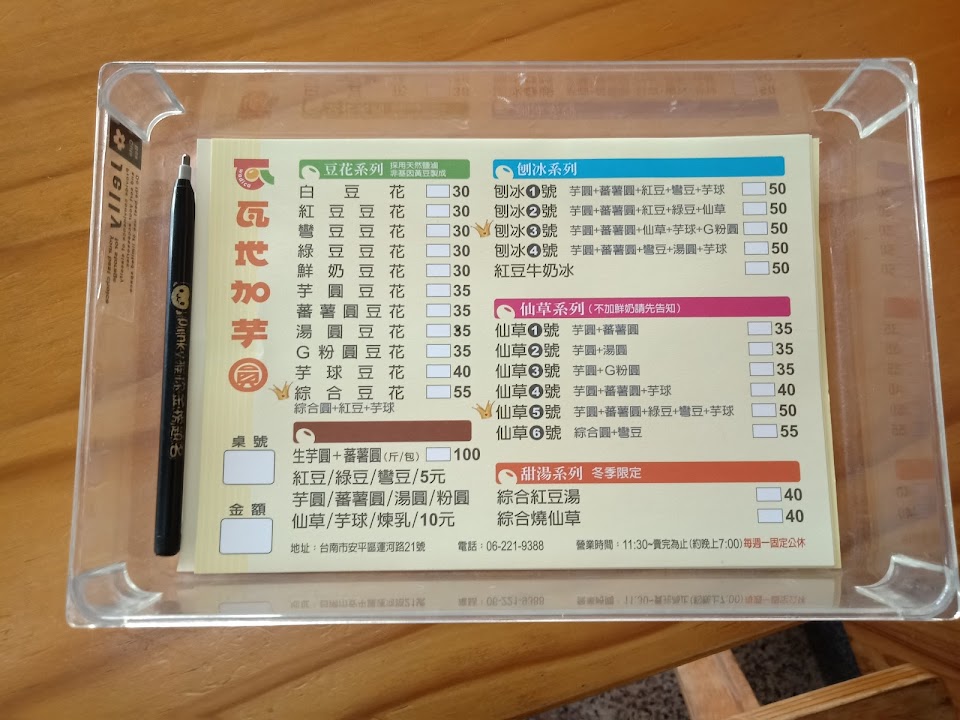 瓦
地
加
芋
園
桌號
金額
豆花系列 採用天然鹽滷
非基因黃豆製成
白豆花 30
紅豆豆花 30
彎豆豆花 30
綠豆豆花 30
鮮奶豆花 30
芋圓豆花 35
蕃薯圓豆花 35
湯圓豆花 35
G粉圓豆花 35
芋球豆花 40
綜合豆花 55
綜合圓+紅豆+芋球
生芋圓+蕃薯圓(斤/包) 100
紅豆/綠豆/彎豆/5元
芋圓/蕃薯圓/湯圓/粉圓
仙草/芋球/煉乳/10元
刨冰系列
刨冰❶號 芋圓+蕃薯圓+紅豆+彎豆+芋球 50
刨冰❷號 芋圓+蕃薯圓+紅豆+綠豆+仙草 50
刨冰❸號 芋圓+蕃薯圓+仙草+芋球+G粉圓 50
刨冰❹號 芋圓+蕃薯圓+彎豆+湯圓+芋球 50
紅豆牛奶冰 50
仙草系列(不加鮮奶請先告知)
仙草❶號 芋圓+蕃薯圓 35
仙草❷號 芋圓+湯圓 35
仙草❸號 芋圓+G粉圓 35
仙草❹號 芋圓+蕃薯圓+芋球 40
仙草❺號 芋圓+蕃薯圓+綠豆+彎豆+芋球 50
仙草❻號 綜合圓+彎豆 55
甜湯系列 冬季限定
綜合紅豆湯 40
綜合燒仙草 40
地址:台南市安平區運河路21號 電話:06-221-9388 營業時間:11:30~賣完為止(約晚上7:00)每週一固定公休
Jelly